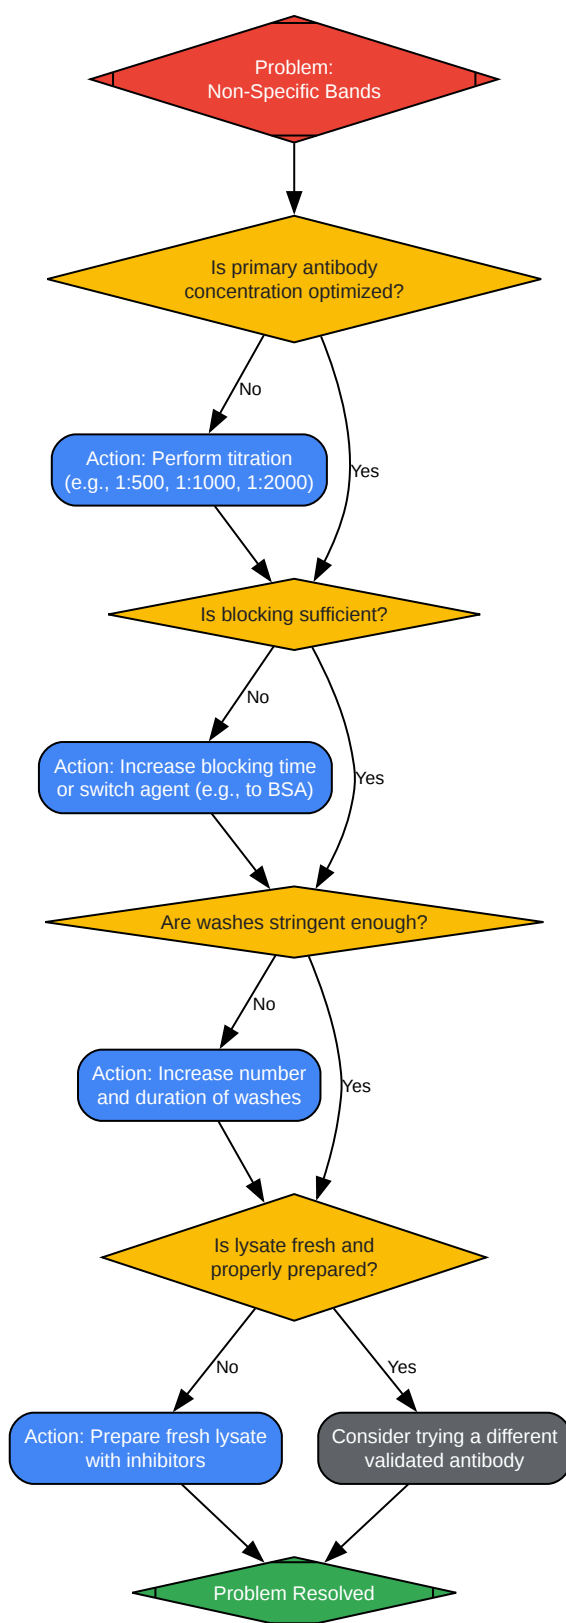 Problem:
Non-Specific Bands
Is primary antibody
concentration optimized?
No
Action: Perform titration
(e.g., 1:500, 1:1000, 1:2000)
Yes
Is blocking sufficient?
No
Action: Increase blocking time
or switch agent (e.g., to BSA)
Yes
Are washes stringent enough?
No
Action: Increase number
and duration of washes
Yes
Is lysate fresh and
properly prepared?
No
Yes
Action: Prepare fresh lysate
with inhibitors
Consider trying a different
validated antibody
Problem Resolved